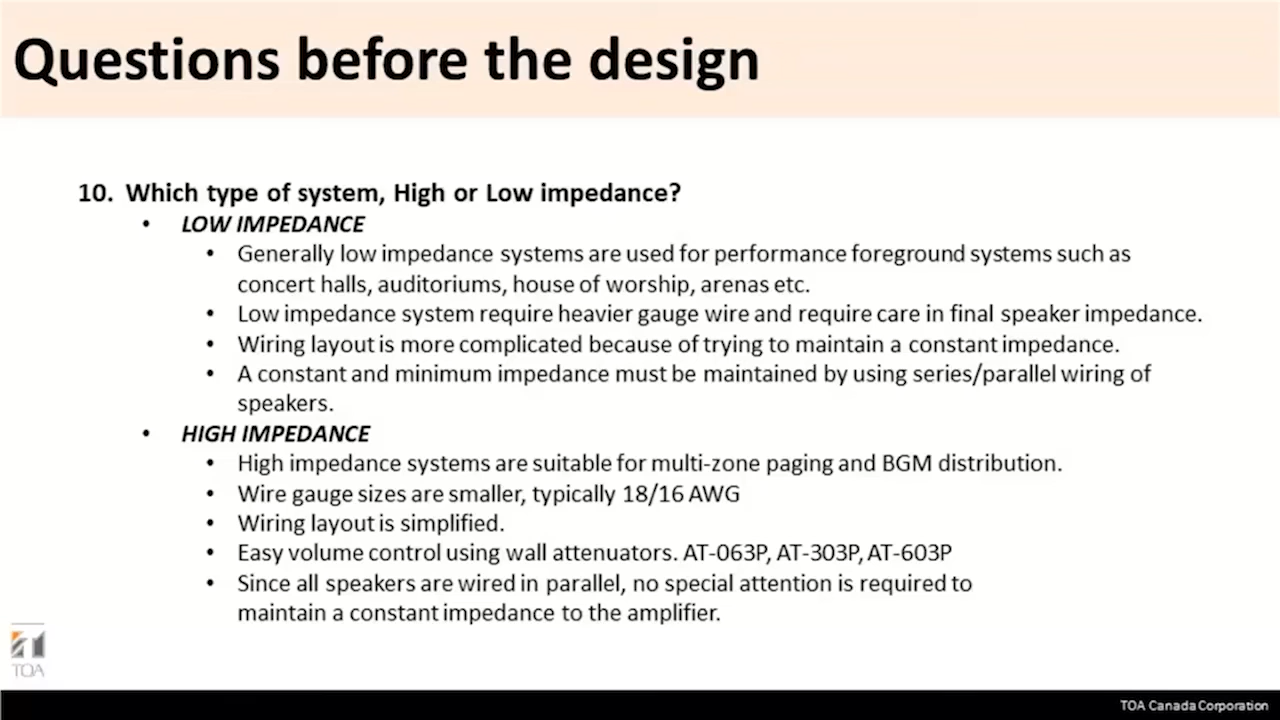 Questions before the design
10. Which type of system, High or Low impedance?
• LOW IMPEDANCE
• Generally low impedance systems are used for performance foreground systems such as
concert halls, auditoriums, house of worship, arenas etc.
• Low impedance system require heavier gauge wire and require care in final speaker impedance.
• Wiring layout is more complicated because of trying to maintain a constant impedance.
• A constant and minimum impedance must be maintained by using series/parallel wiring of
speakers.
• HIGH IMPEDANCE
• High impedance systems are suitable for multi-zone paging and BGM distribution.
• Wire gauge sizes are smaller, typically 18/16 AWG
• Wiring layout is simplified.
• Easy volume control using wall attenuators. AT-063P, AT-303P, AT-603P
• Since all speakers are wired in parallel, no special attention is required to
maintain a constant impedance to the amplifier.
TOA
TOA Canada Corporation